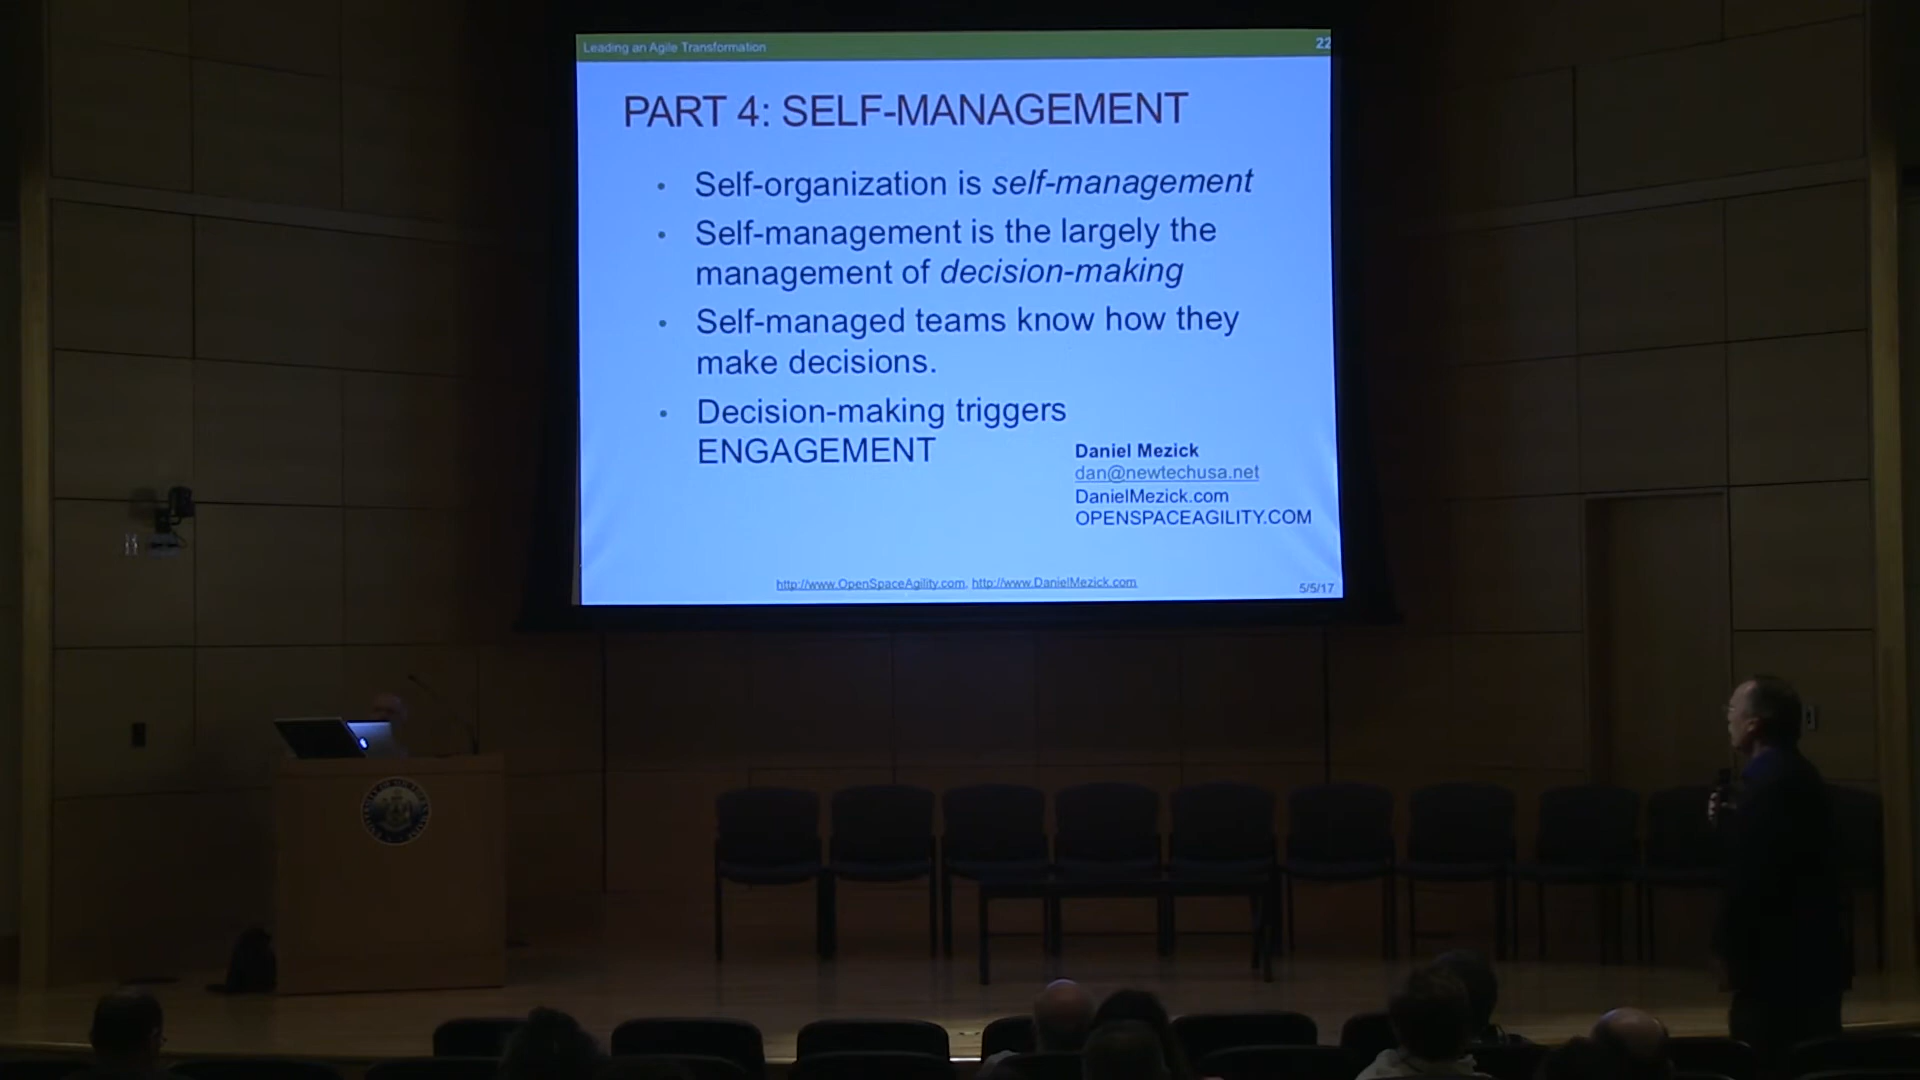 Leading an Agile Transformation
22
PART 4: SELF-MANAGEMENT
• Self-organization is self-management
• Self-management is the largely the
management of decision-making
• Self-managed teams know how they
make decisions.
• Decision-making triggers
ENGAGEMENT
Daniel Mezick
dan@newtechusa.net
DanielMezick.com
OPENSPACEAGILITY.COM
http://www.OpenSpaceAgility.com, http://www.DanielMezick.com
5/5/17